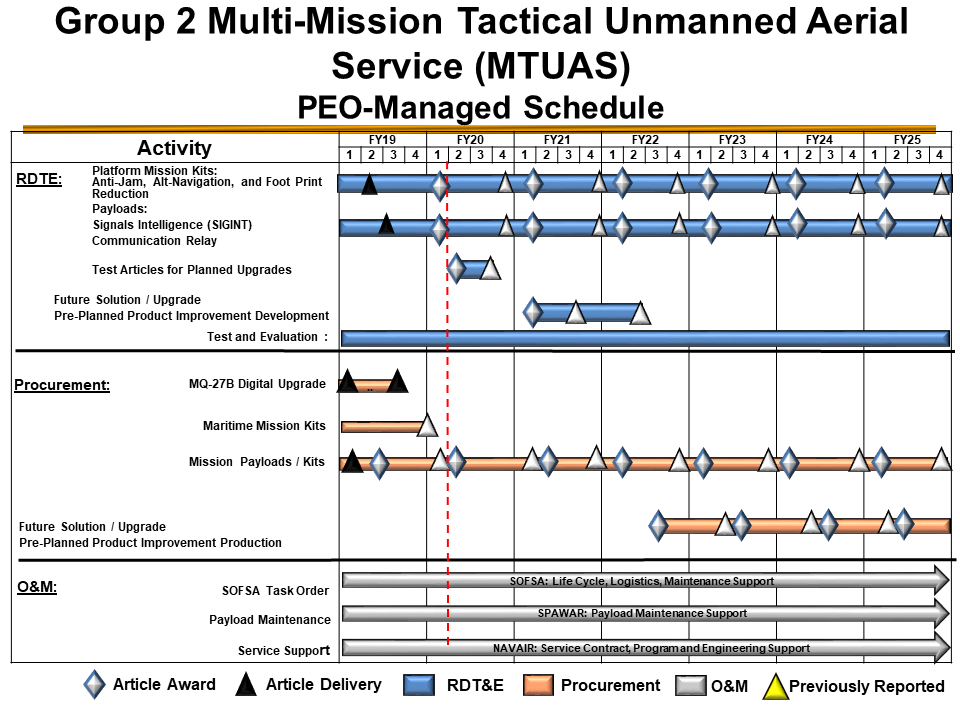 Group 2 Multi-Mission Tactical Unmanned Aerial
Service (MTUAS)
PEO-Managed Schedule
Activity
FY19 FY20 FY21 FY22 FY23 FY24 FY25
1 2 3 4 1 2 3 4 1 2 3 4 1 2 3 4 1 2 3 4 1 2 3 4 1 2 3 4
RDTE:
Platform Mission Kits:
Anti-Jam, Alt-Navigation, and Foot Print
Reduction
Payloads:
Signals Intelligence (SIGINT)
Communication Relay
Test Articles for Planned Upgrades
Future Solution / Upgrade
Pre-Planned Product Improvement Development
Test and Evaluation :
Procurement:
MQ-27B Digital Upgrade
..
Maritime Mission Kits
Mission Payloads / Kits
Future Solution / Upgrade
Pre-Planned Product Improvement Production
O&M:
SOFSA Task Order
SOFSA: Life Cycle, Logistics, Maintenance Support
Payload Maintenance
SPAWAR: Payload Maintenance Support
Service Support
NAVAIR: Service Contract, Program and Engineering Support
Article Award
Article Delivery
RDT&E
Procurement
O&M
Previously Reported